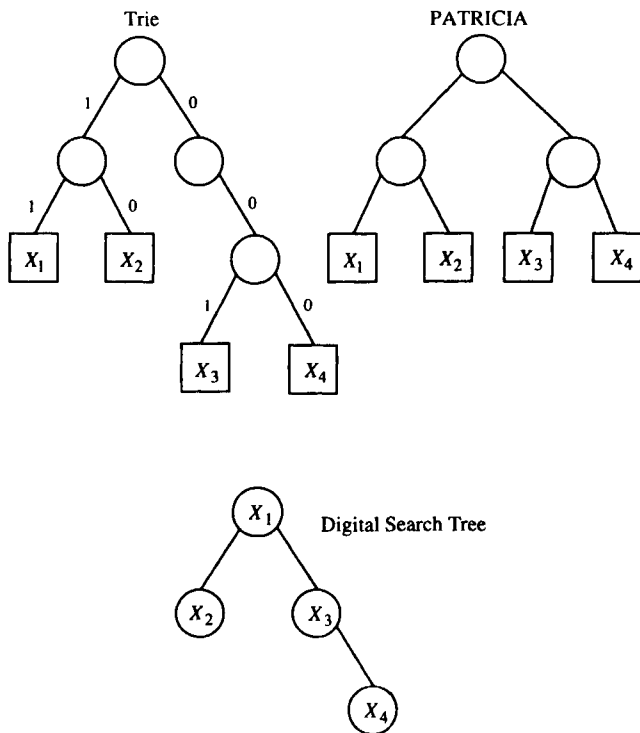 Trie PATRICIA
1 0
1 0 0
X1 X2 X1 X2 X3 X4
1 0
X3 X4
X1 Digital Search Tree
X2 X3
X4